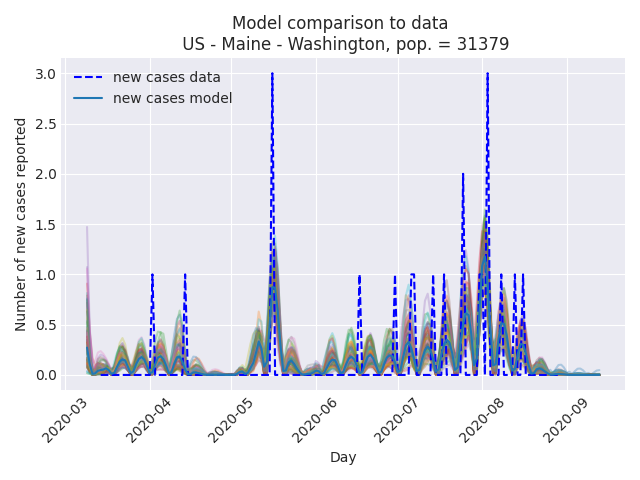 Model comparison to data
US - Maine - Washington, pop. = 31379
new cases data
new cases model
Number of new cases reported
3.0
2.5
2.0
1.5
1.0
0.5
0.0
2020-03
2020-04
2020-05
2020-06
2020-07
2020-08
2020-09
Day